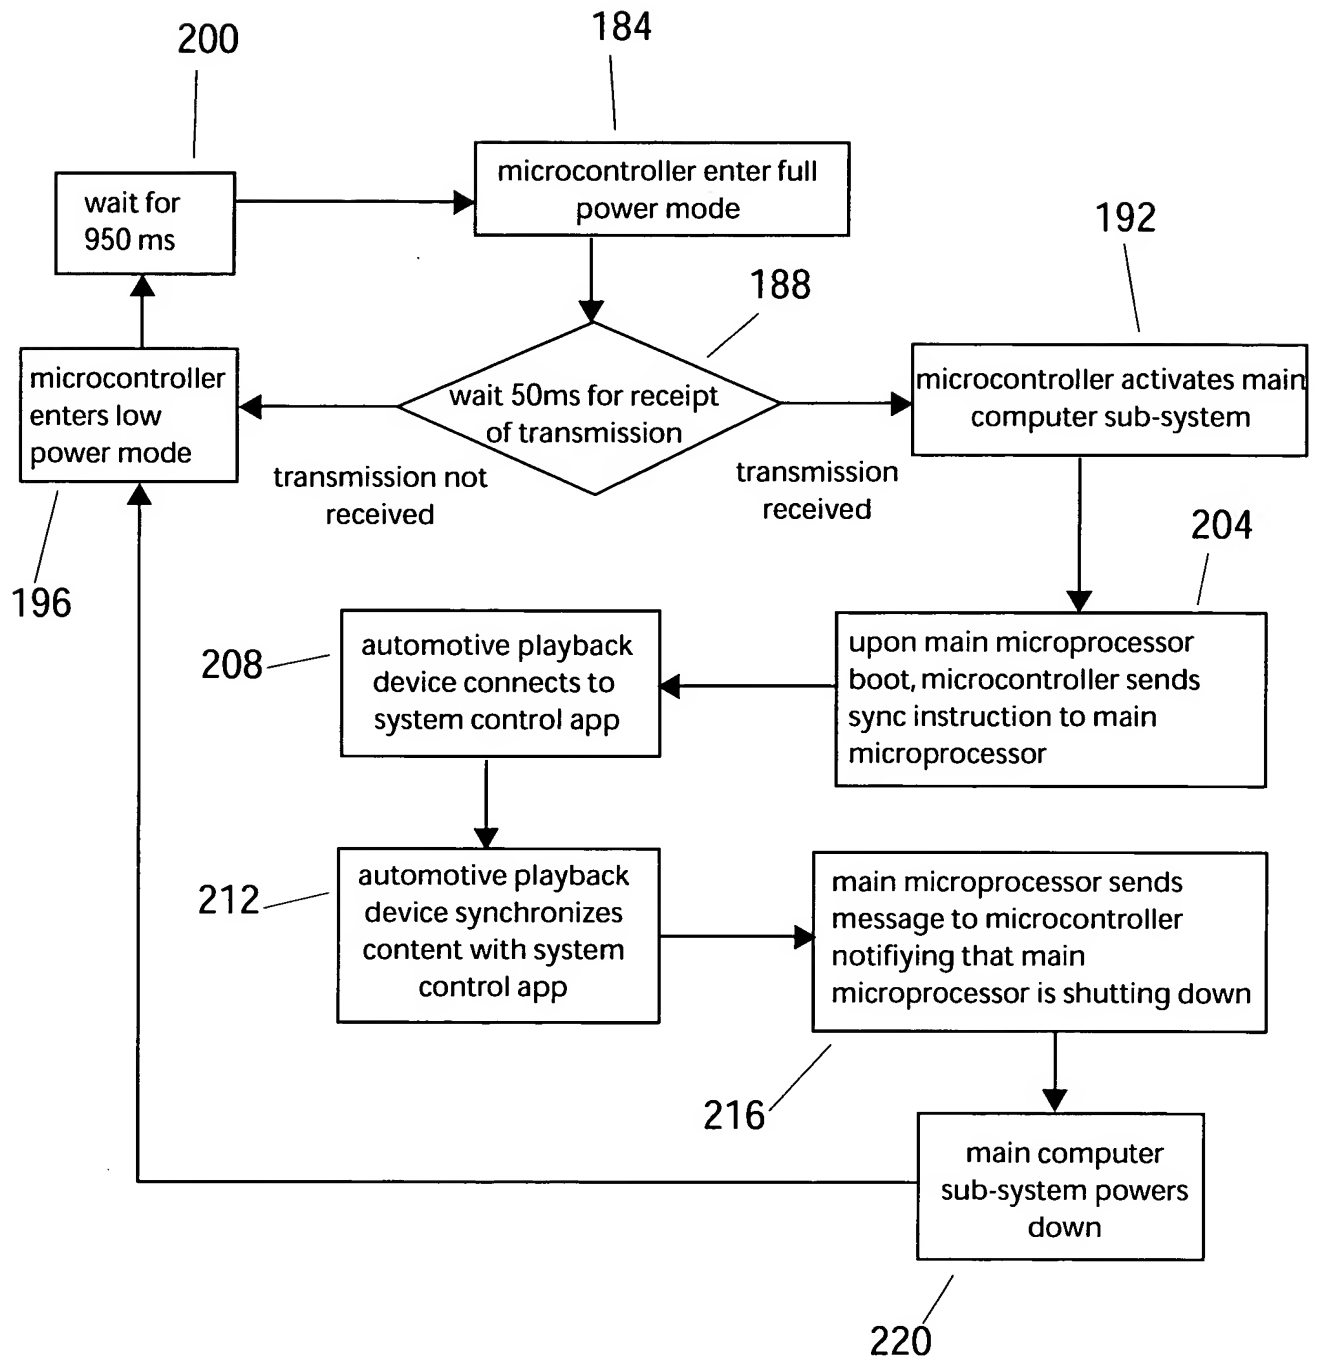 200
184
wait for
950 ms
microcontroller enter full
power mode
192
188
microcontroller
enters low
power mode
wait 50ms for receipt
of transmission
microcontroller activates main
computer sub-system
transmission not
received
transmission
received
196
204
208
automotive playback
device connects to
system control app
upon main microprocessor
boot, microcontroller sends
sync instruction to main
microprocessor
212
automotive playback
device synchronizes
content with system
control app
main microprocessor sends
message to microcontroller
notifiying that main
microprocessor is shutting down
216
main computer
sub-system powers
down
220